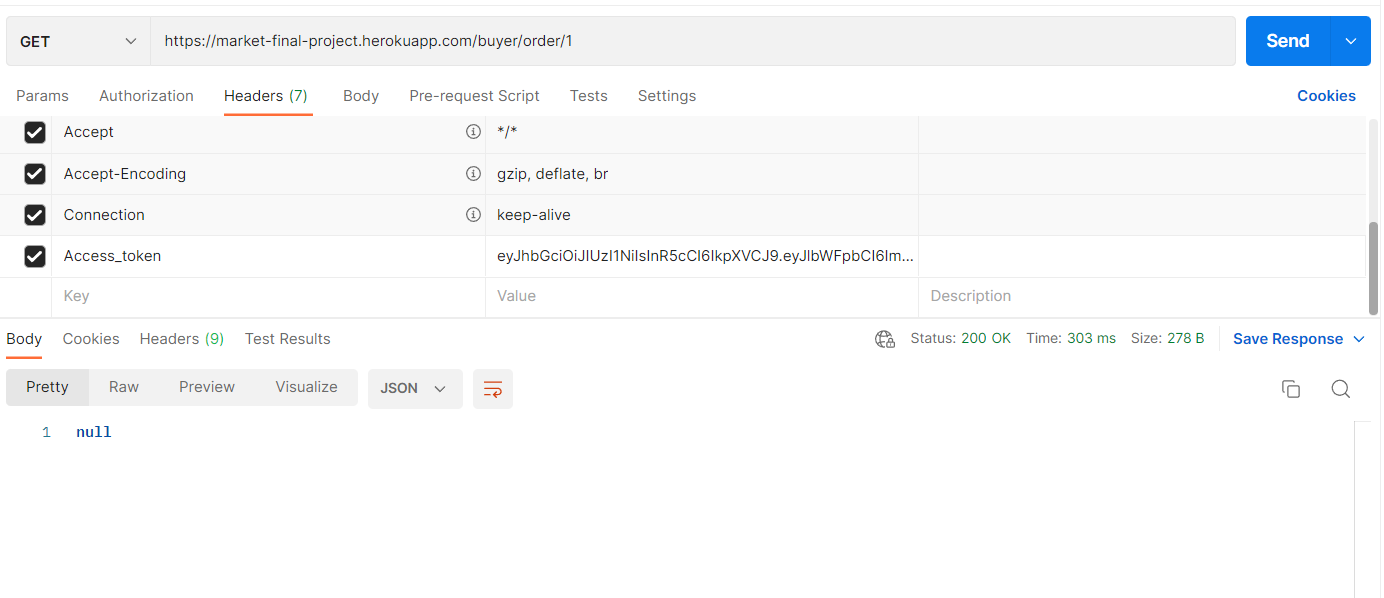 GET https://market-final-project.herokuapp.com/buyer/order/1 Send
Params Authorization Headers (7) Body Pre-request Script Tests Settings Cookies
Accept */*
Accept-Encoding gzip, deflate, br
Connection keep-alive
Access_token eyJhbGciOiJIUzI1NiIsInR5cCI6IkpXVCJ9.eyJlbWFpbCI6Im...
Key Value Description
Body Cookies Headers (9) Test Results Status: 200 OK Time: 303 ms Size: 278 B Save Response
Pretty Raw Preview Visualize JSON
1 null